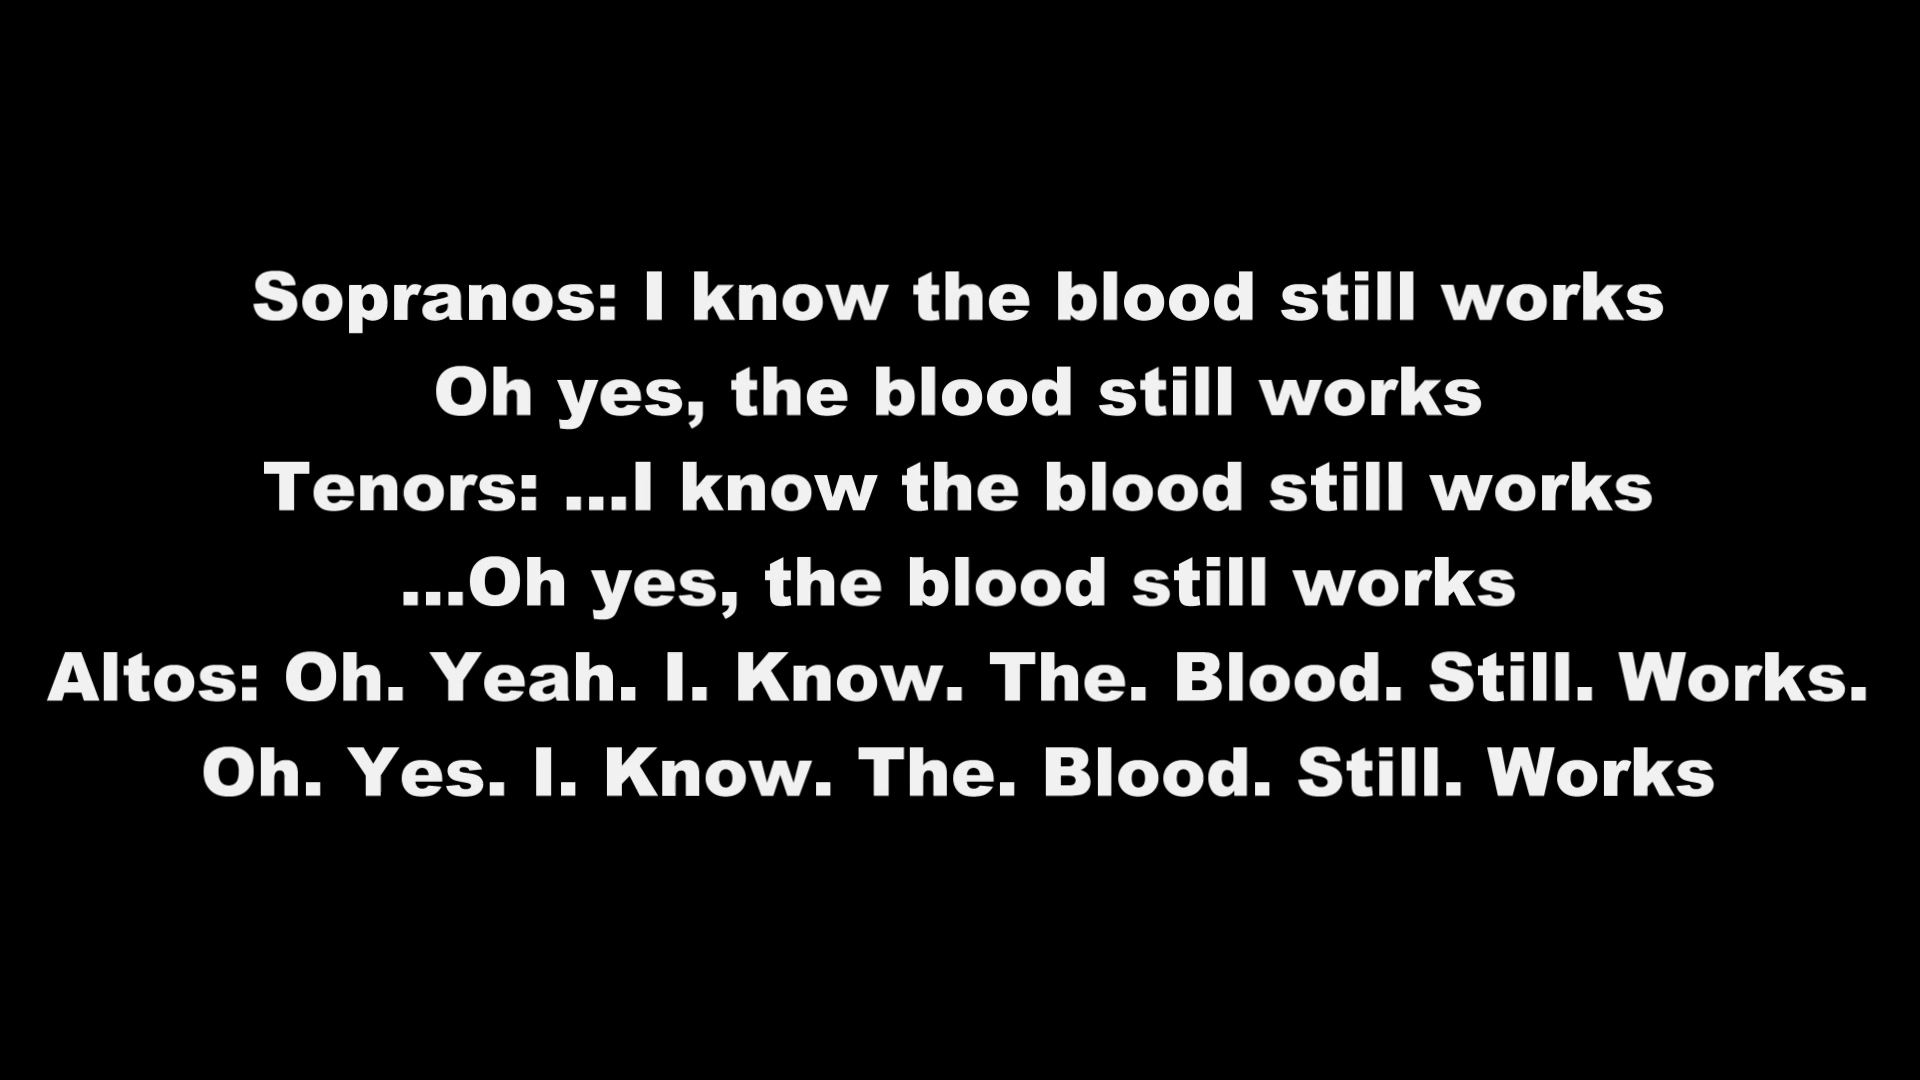 Sopranos: I know the blood still works
Oh yes, the blood still works
Tenors: ...I know the blood still works
...Oh yes, the blood still works
Altos: Oh. Yeah. I. Know. The. Blood. Still. Works.
Oh. Yes. I. Know. The. Blood. Still. Works